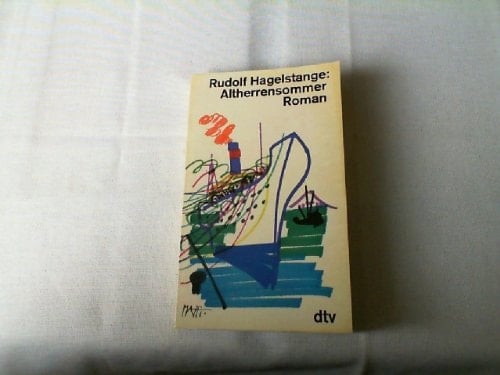 Rudolf Hagelstange:
Altherrensommer
Roman
dtv